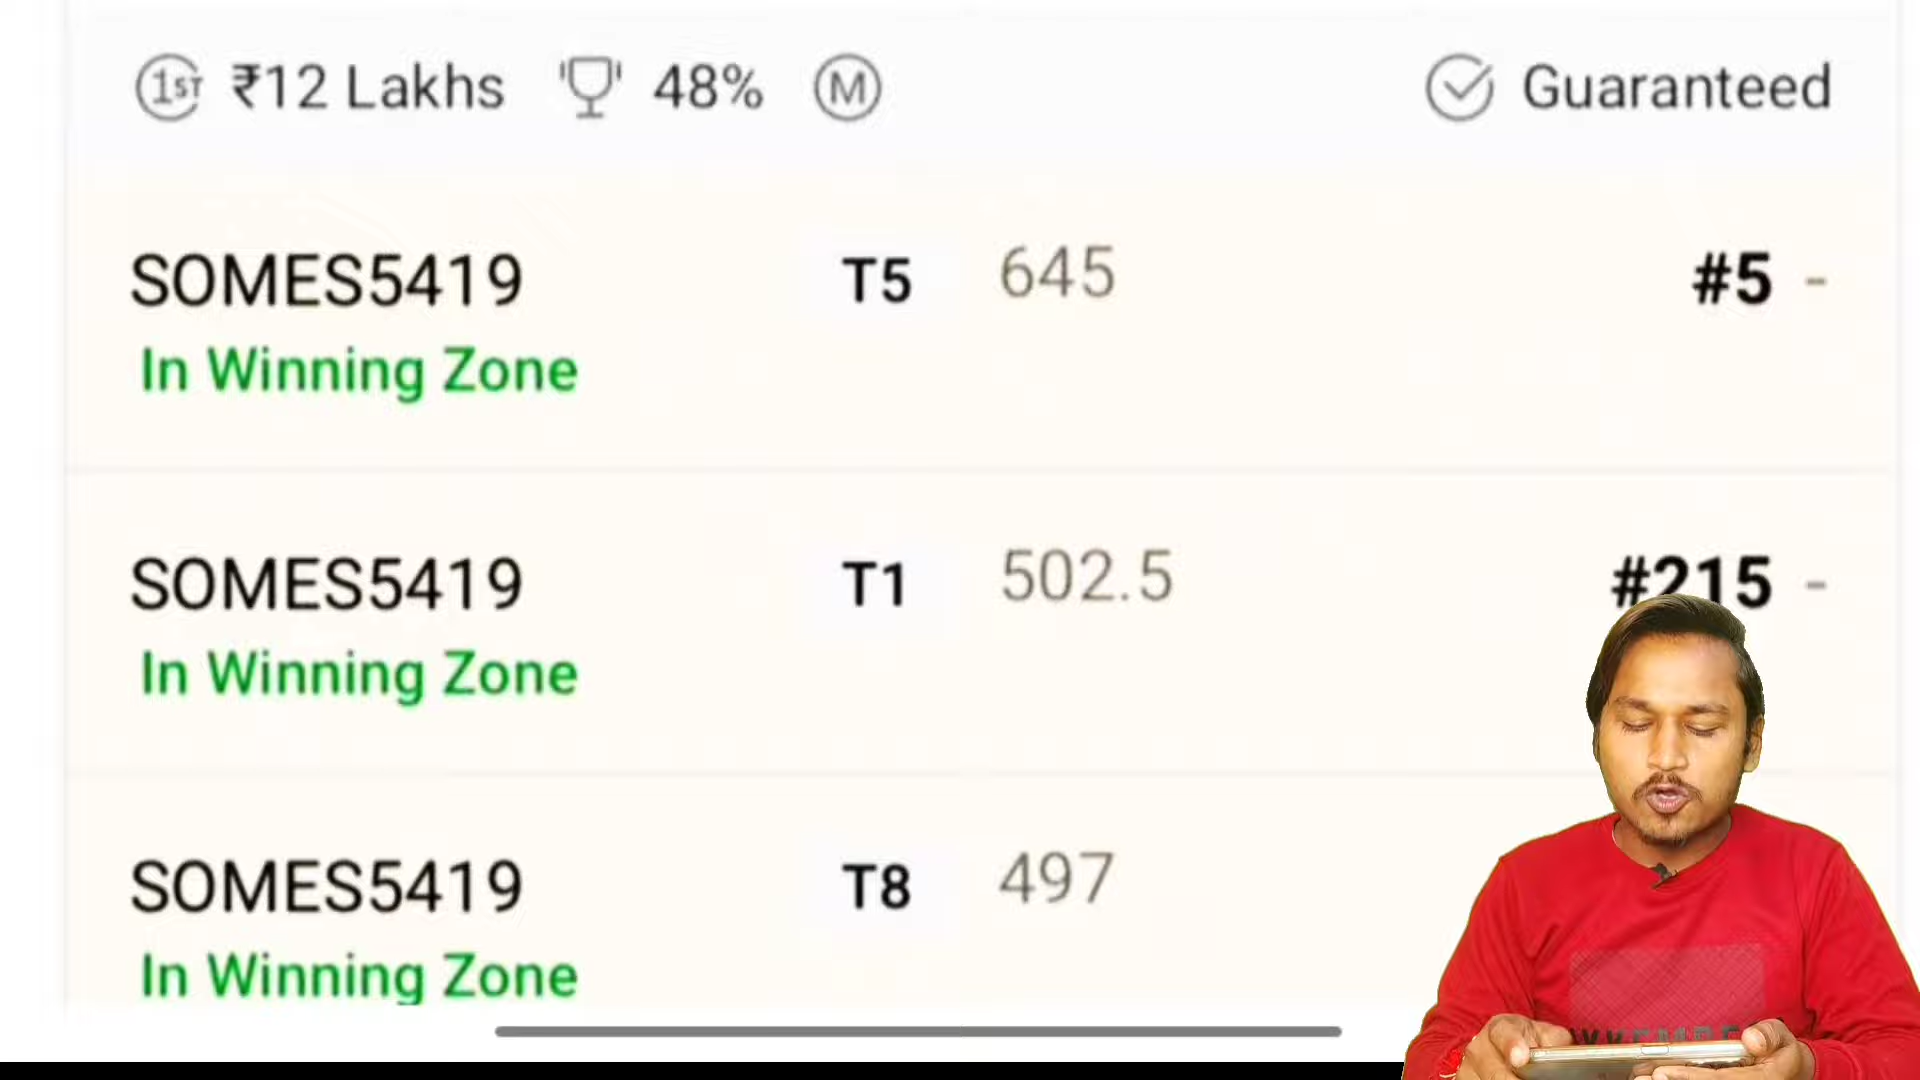 1ST ₹12 Lakhs 48% M Guaranteed
SOMES5419 T5 645 #5 -
In Winning Zone
SOMES5419 T1 502.5 #215 -
In Winning Zone
SOMES5419 T8 497
In Winning Zone